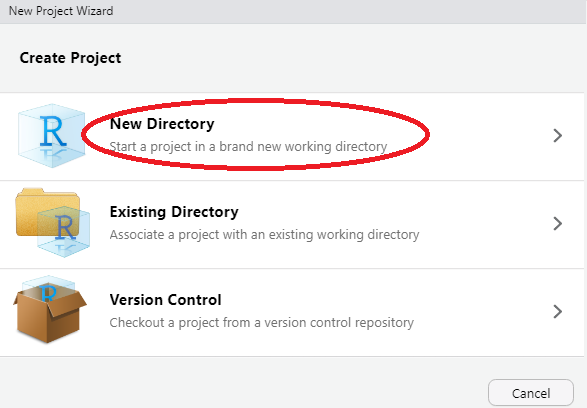 New Project Wizard
Create Project
R
New Directory
Start a project in a brand new working directory
R
Existing Directory
Associate a project with an existing working directory
R
Version Control
Checkout a project from a version control repository
Cancel